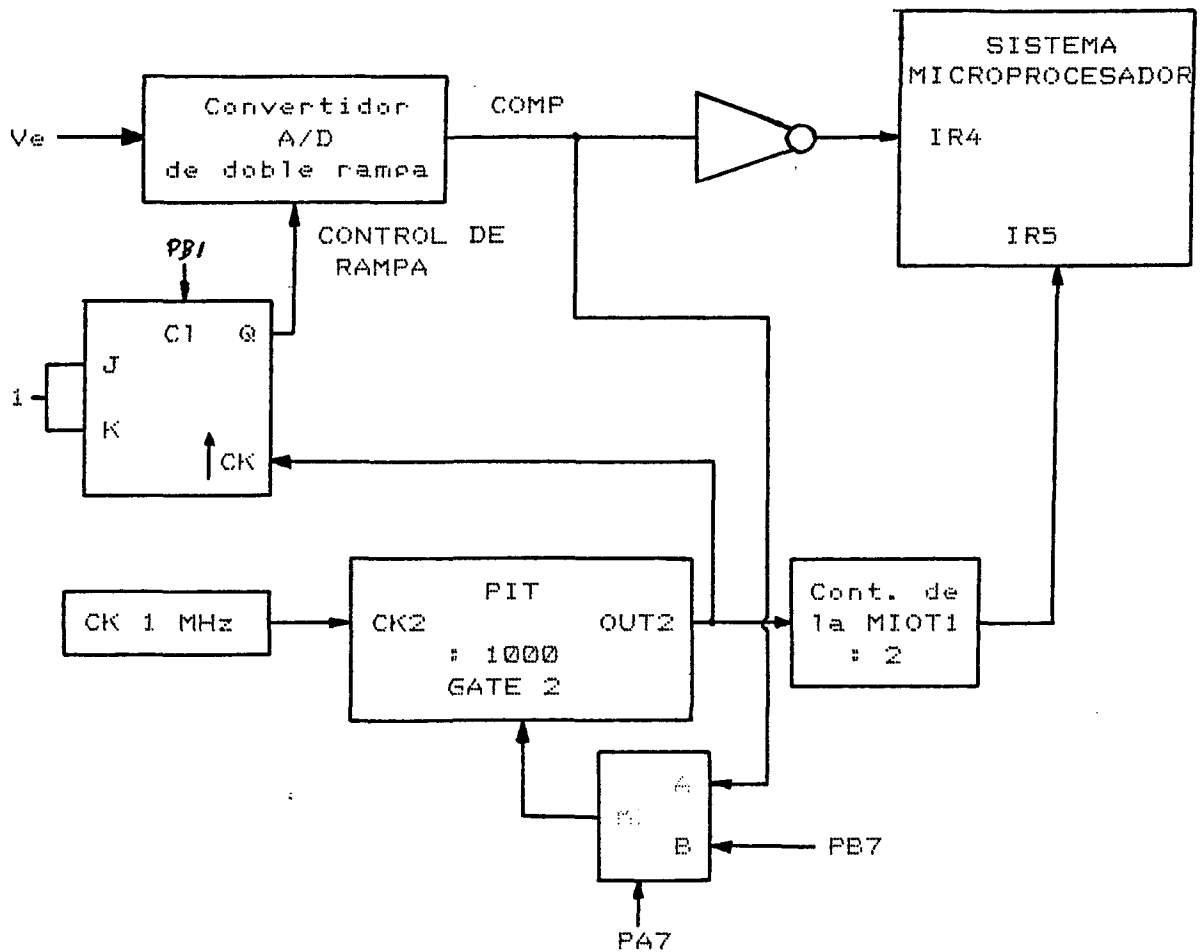 SISTEMA
MICROPROCESADOR
IR4
IR5
Convertidor
A/D
de doble rampa
Ve
COMP
CONTROL DE
RAMPA
PB1
C1 Q
J
K
CK
1
CK 1 MHz
PIT
CK2 OUT2
: 1000
GATE 2
Cont. de
la MIOT1
: 2
A
B
PB7
PA7